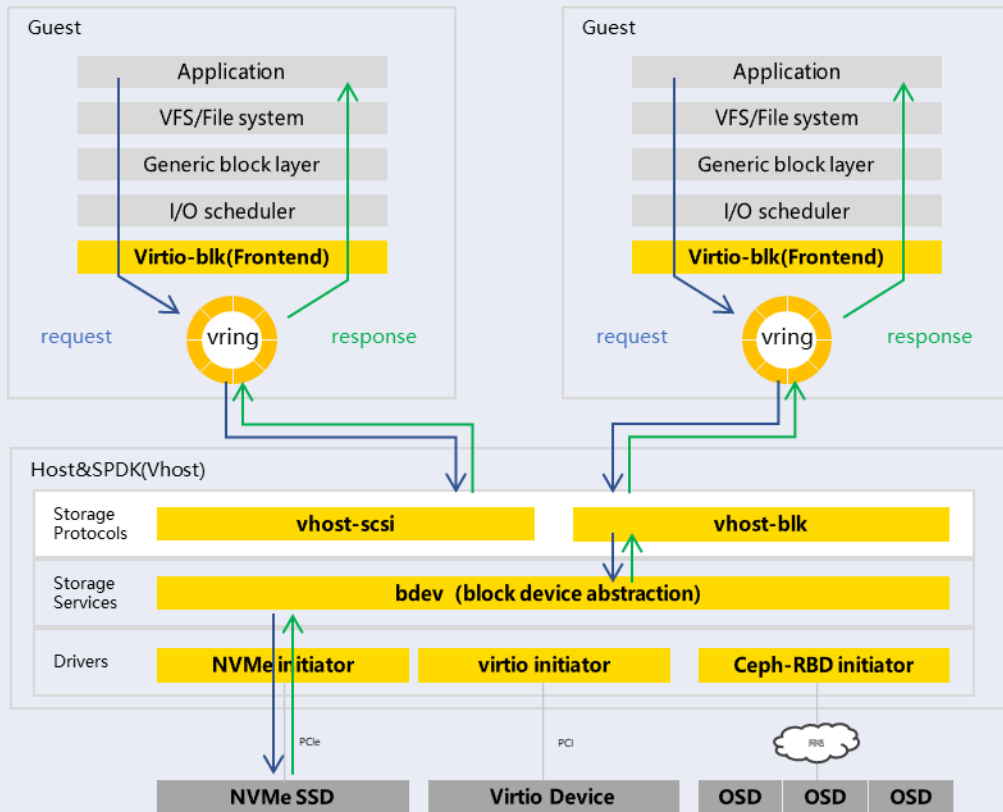 Guest
Application
VFS/File system
Generic block layer
I/O scheduler
Virtio-blk(Frontend)
request
vring
response
Guest
Application
VFS/File system
Generic block layer
I/O scheduler
Virtio-blk(Frontend)
request
vring
response
Host&SPDK(Vhost)
Storage
Protocols
vhost-scsi
vhost-blk
Storage
Services
bdev (block device abstraction)
Drivers
NVMe initiator
virtio initiator
Ceph-RBD initiator
PCIe
PCI
网络
NVMe SSD
Virtio Device
OSD
OSD
OSD